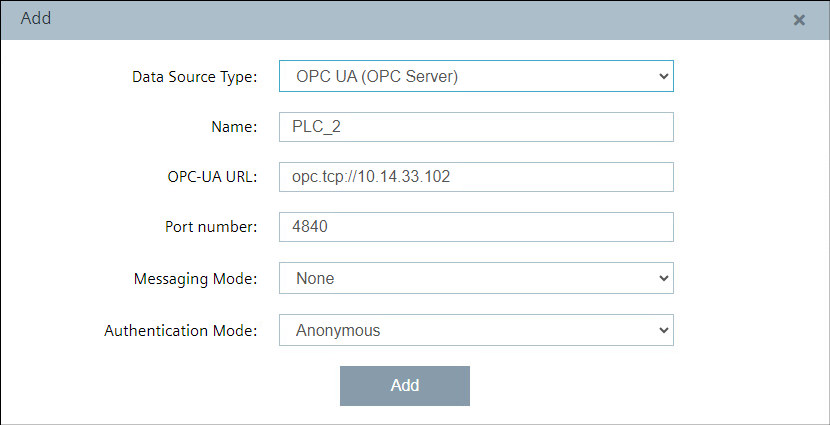 Add
Data Source Type: OPC UA (OPC Server)
Name: PLC_2
OPC-UA URL: opc.tcp://10.14.33.102
Port number: 4840
Messaging Mode: None
Authentication Mode: Anonymous
Add